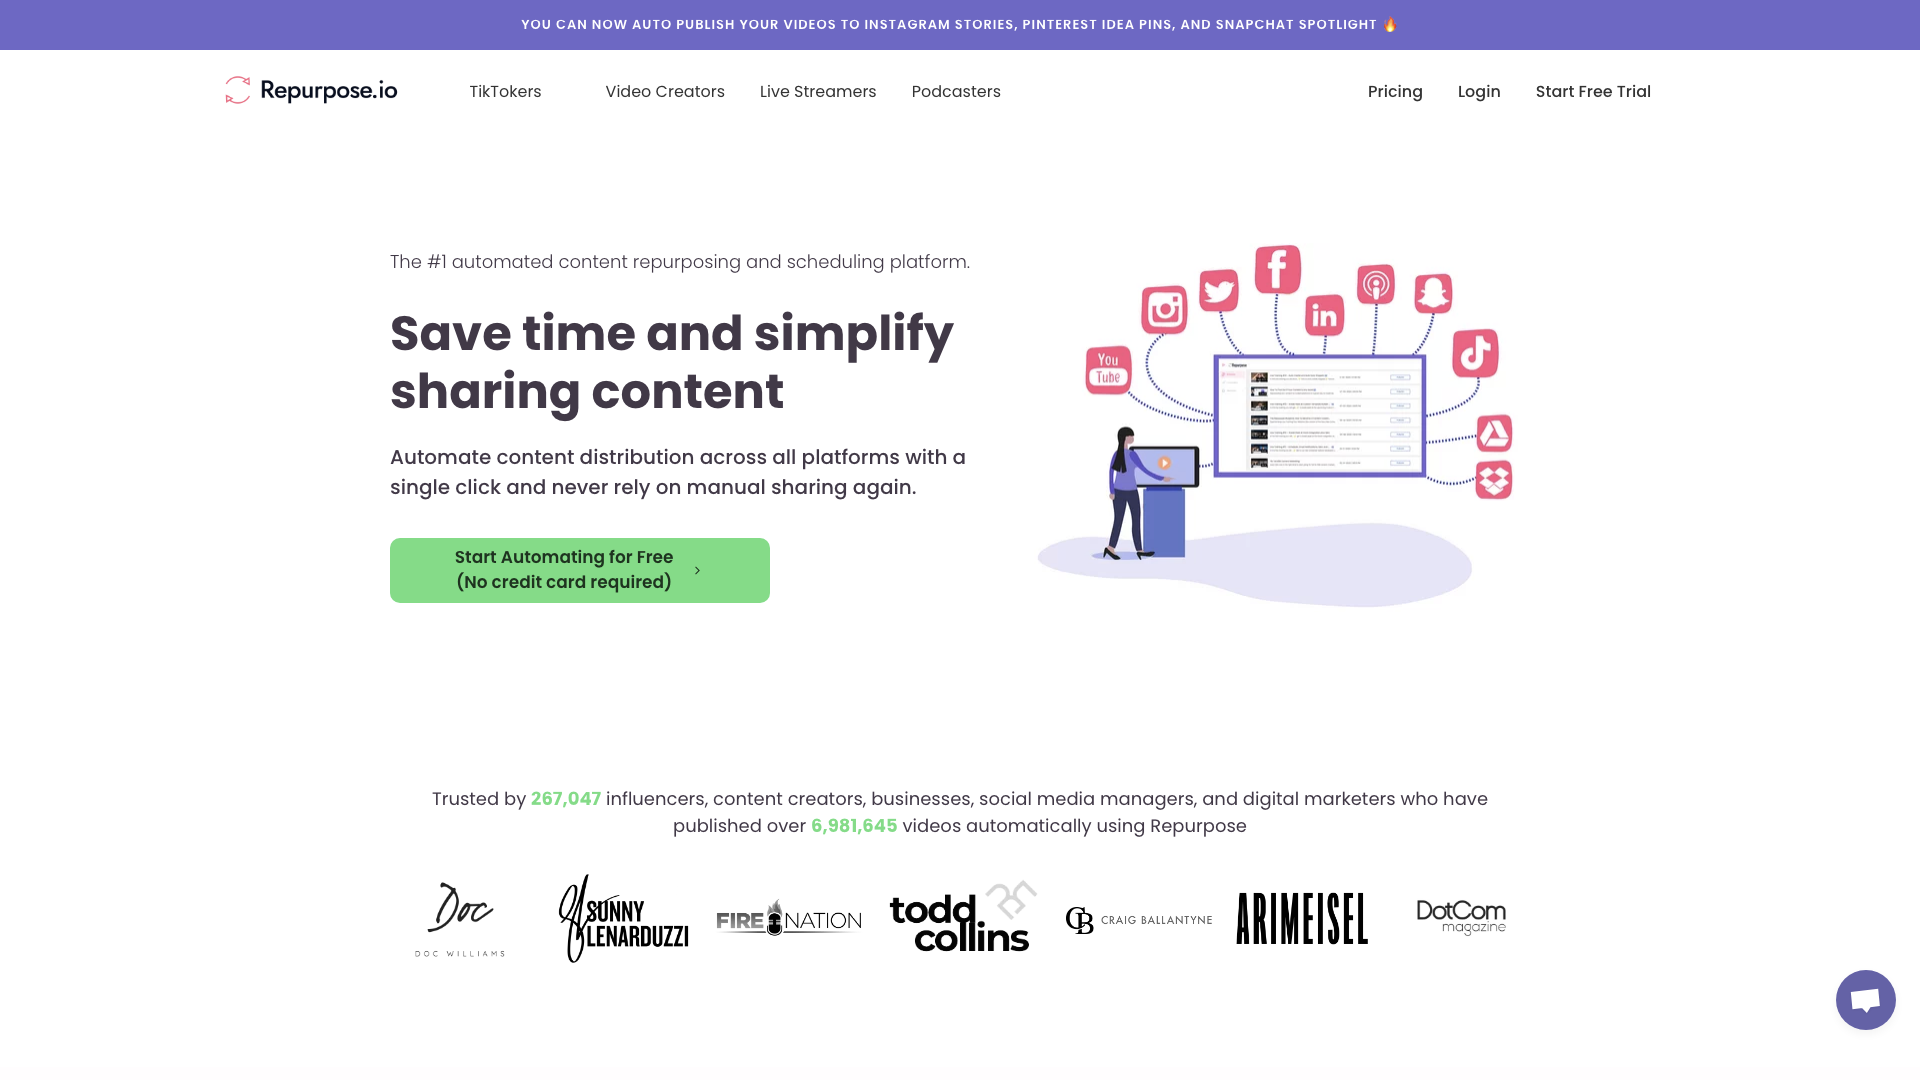 YOU CAN NOW AUTO PUBLISH YOUR VIDEOS TO INSTAGRAM STORIES, PINTEREST IDEA PINS, AND SNAPCHAT SPOTLIGHT 🔥
Repurpose.io
TikTokers
Video Creators
Live Streamers
Podcasters
Pricing
Login
Start Free Trial
The #1 automated content repurposing and scheduling platform.
Save time and simplify
sharing content
Automate content distribution across all platforms with a
single click and never rely on manual sharing again.
Start Automating for Free
(No credit card required)
You
Tube
in
Trusted by 267,047 influencers, content creators, businesses, social media managers, and digital marketers who have
published over 6,981,645 videos automatically using Repurpose
Doc
DOC WILLIAMS
SUNNY
LENARDUZZI
FIRE NATION
todd
collins
CB CRAIG BALLANTYNE
ARIMEISEL
DotCom
magazine